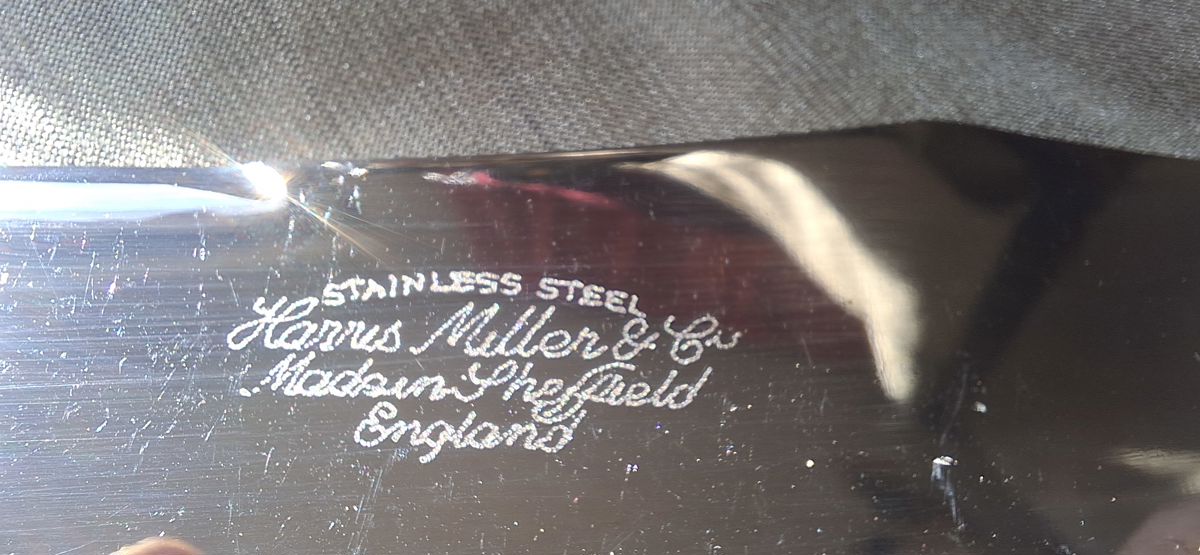 STAINLESS STEEL
Harris Miller & Co
Made in Sheffield
England